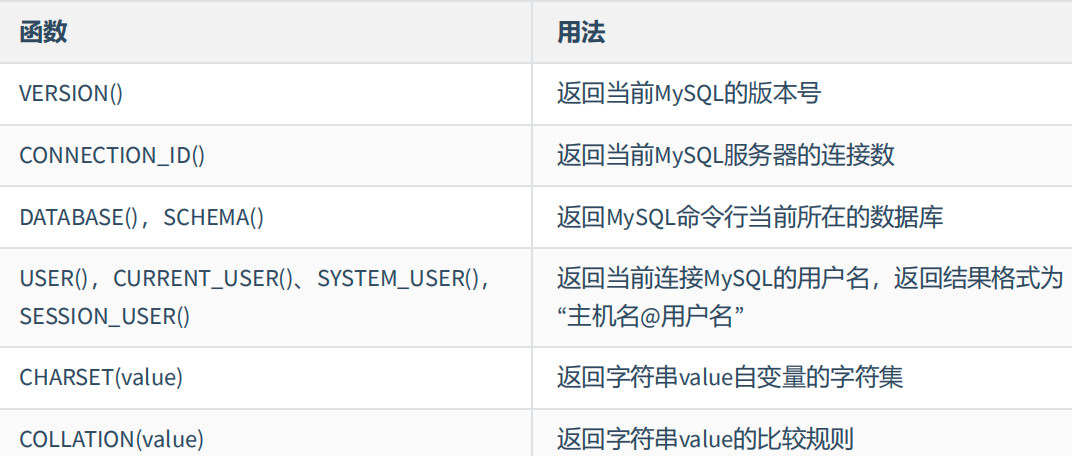 函数 用法
VERSION() 返回当前MySQL的版本号
CONNECTION_ID() 返回当前MySQL服务器的连接数
DATABASE()，SCHEMA() 返回MySQL命令行当前所在的数据库
USER()，CURRENT_USER()、SYSTEM_USER()，
SESSION_USER()
返回当前连接MySQL的用户名，返回结果格式为
“主机名@用户名”
CHARSET(value) 返回字符串value自变量的字符集
COLLATION(value) 返回字符串value的比较规则